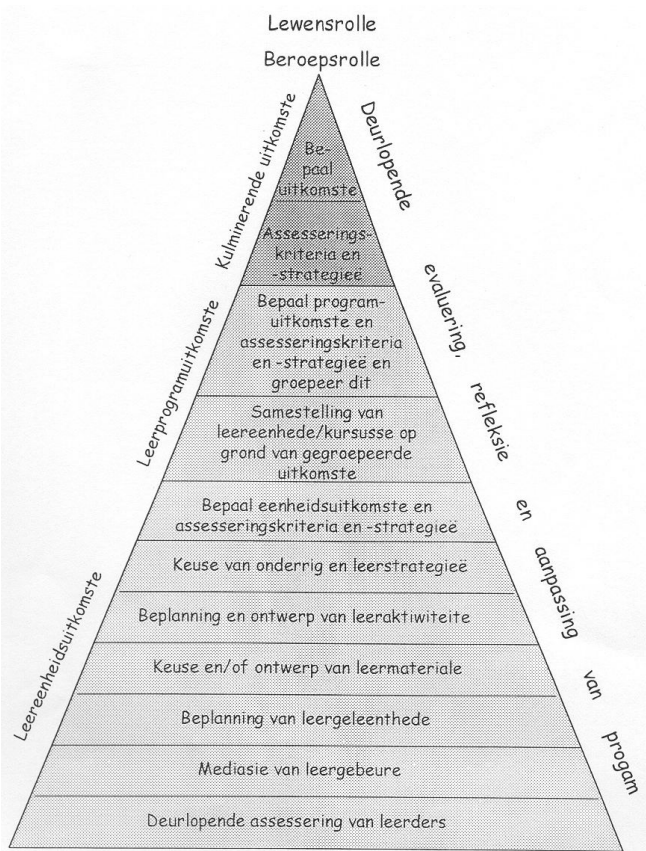 Lewensrolle
Beroepsrolle
Kulminerende uitkomste
Deurlopende evaluering, refleksie en aanpassing van progam
Be-
paal
uitkomste
Assesserings-
kriteria en
-strategieë
Leerprogramuitkomste
Bepaal program-
uitkomste en
assesseringskriteria
en -strategieë en
groepeer dit
Samestelling van
leereenhede/kursusse op
grond van gegroepeerde
uitkomste
Leereenheidsuitkomste
Bepaal eenheidsuitkomste en
assesseringskriteria en -strategieë
Keuse van onderrig en leerstrategieë
Beplanning en ontwerp van leeraktiwiteite
Keuse en/of ontwerp van leermateriale
Beplanning van leergeleenthede
Mediasie van leergebeure
Deurlopende assessering van leerders